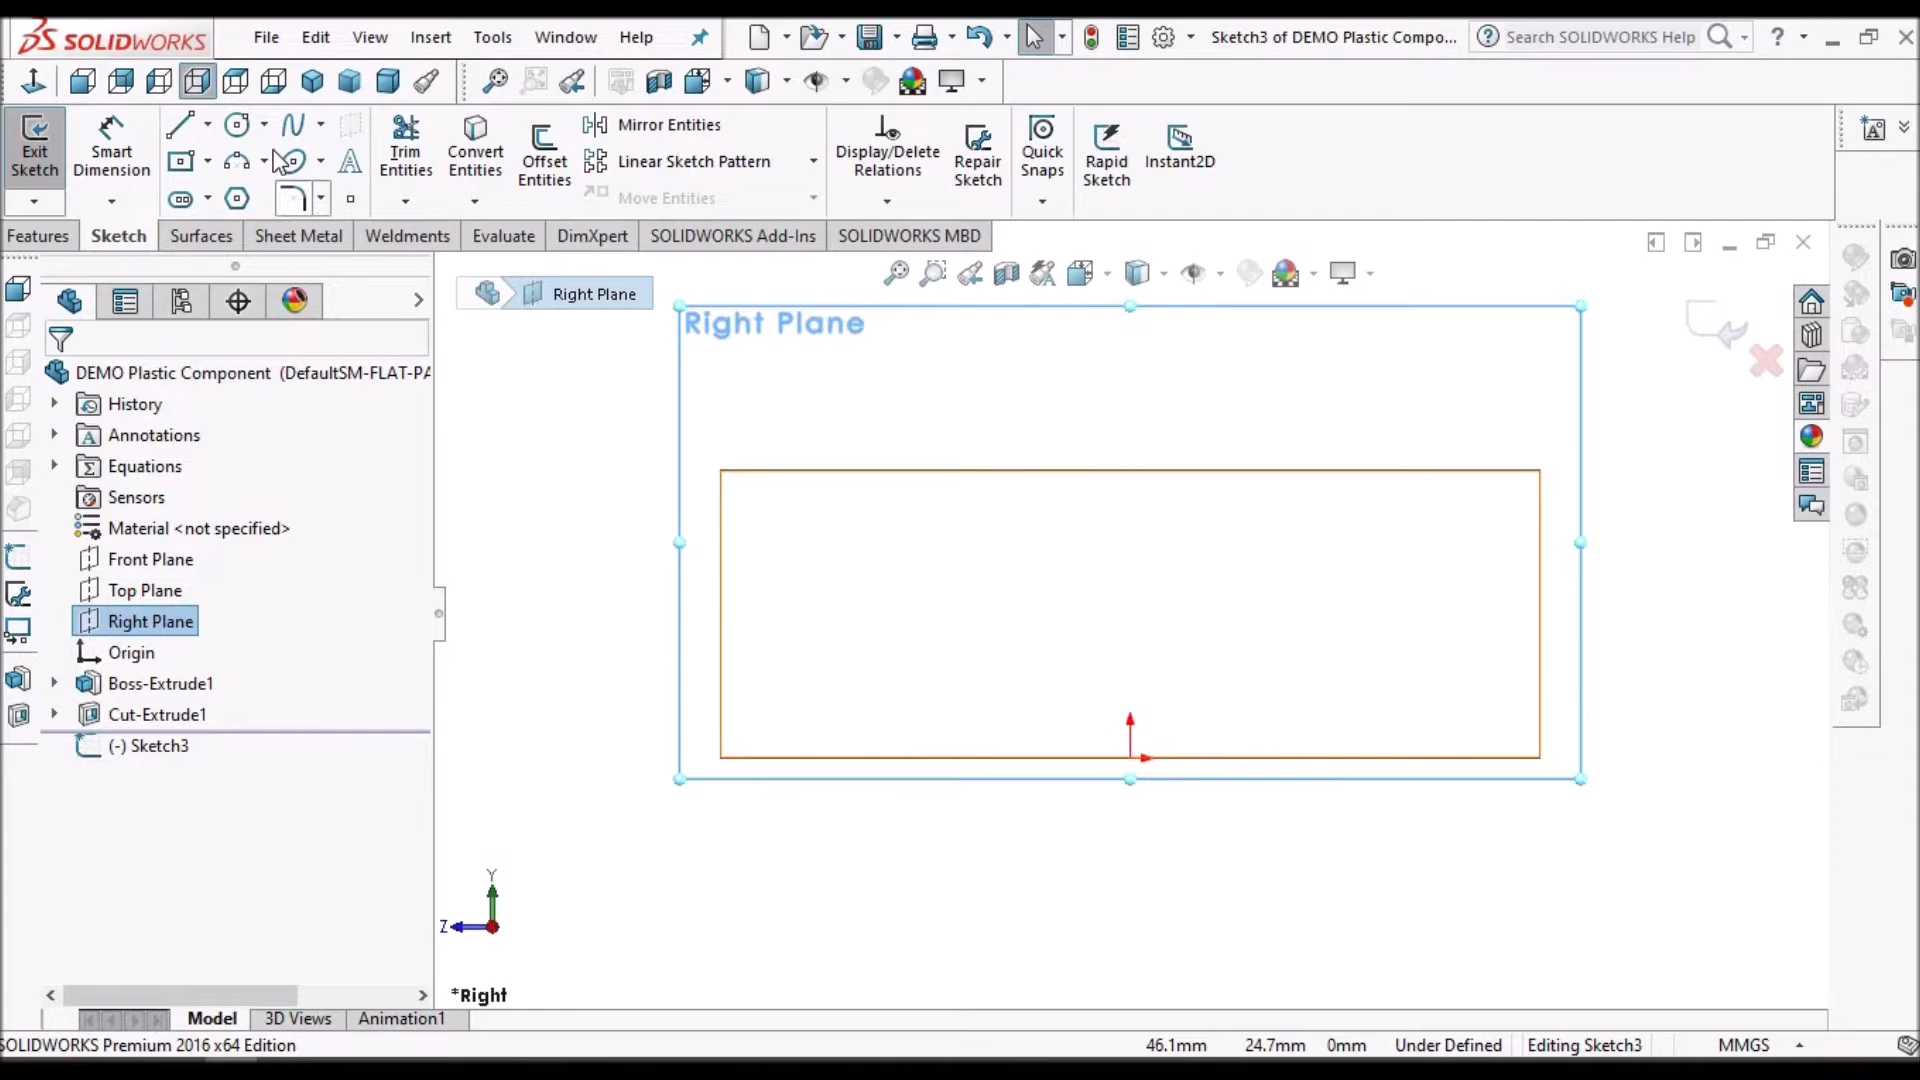 SOLIDWORKS File Edit View Insert Tools Window Help Sketch3 of DEMO Plastic Compo... Search SOLIDWORKS Help
Exit Sketch
Smart Dimension
Trim Entities
Convert Entities
Offset Entities
Mirror Entities
Linear Sketch Pattern
Move Entities
Display/Delete Relations
Repair Sketch
Quick Snaps
Rapid Sketch
Instant2D
Features Sketch Surfaces Sheet Metal Weldments Evaluate DimXpert SOLIDWORKS Add-Ins SOLIDWORKS MBD
Right Plane
Right Plane
DEMO Plastic Component (DefaultSM-FLAT-PA
History
Annotations
Equations
Sensors
Material <not specified>
Front Plane
Top Plane
Right Plane
Origin
Boss-Extrude1
Cut-Extrude1
(-) Sketch3
Y
Z
*Right
Model 3D Views Animation1
SOLIDWORKS Premium 2016 x64 Edition 46.1mm 24.7mm 0mm Under Defined Editing Sketch3 MMGS